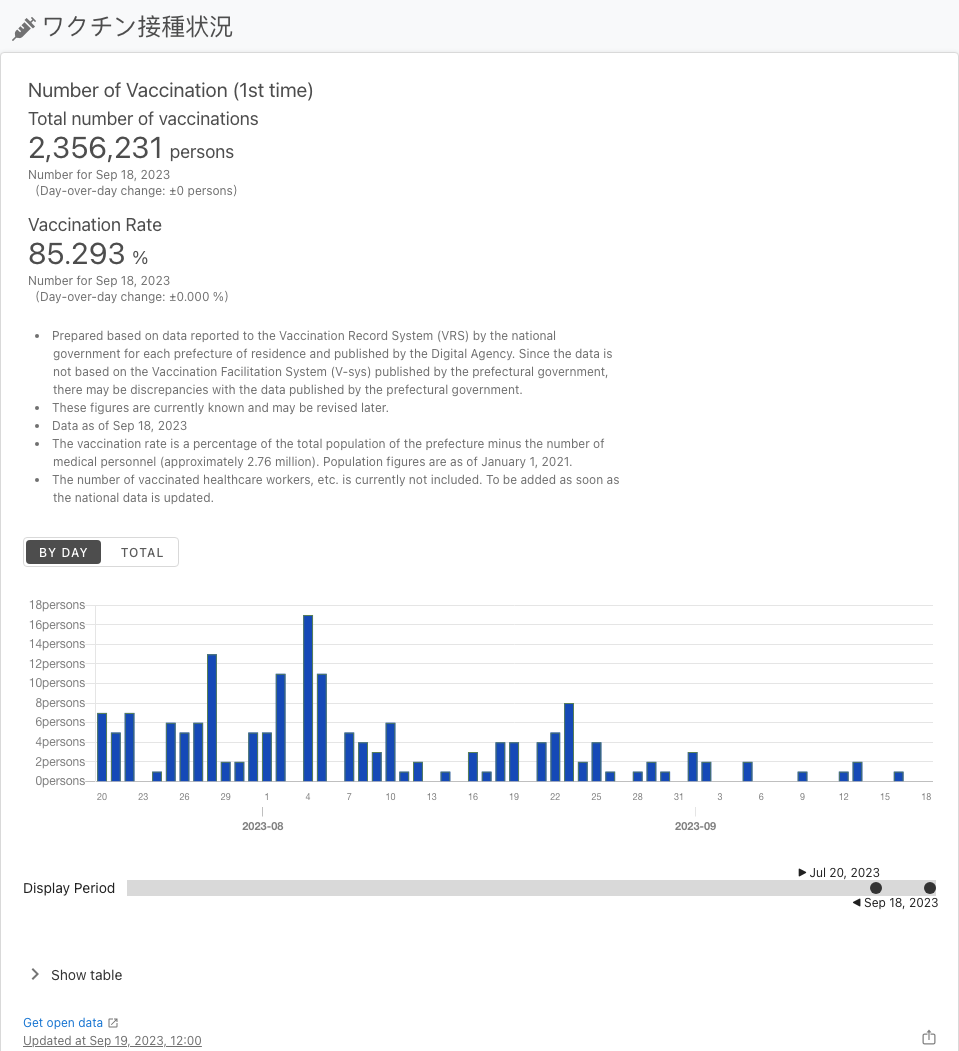 ワクチン接種状況
Number of Vaccination (1st time)
Total number of vaccinations
2,356,231 persons
Number for Sep 18, 2023
(Day-over-day change: ±0 persons)
Vaccination Rate
85.293 %
Number for Sep 18, 2023
(Day-over-day change: ±0.000 %)
• Prepared based on data reported to the Vaccination Record System (VRS) by the national
government for each prefecture of residence and published by the Digital Agency. Since the data is
not based on the Vaccination Facilitation System (V-sys) published by the prefectural government,
there may be discrepancies with the data published by the prefectural government.
• These figures are currently known and may be revised later.
• Data as of Sep 18, 2023
• The vaccination rate is a percentage of the total population of the prefecture minus the number of
medical personnel (approximately 2.76 million). Population figures are as of January 1, 2021.
• The number of vaccinated healthcare workers, etc. is currently not included. To be added as soon as
the national data is updated.
BY DAY TOTAL
18persons
16persons
14persons
12persons
10persons
8persons
6persons
4persons
2persons
0persons
20 23 26 29 1 4 7 10 13 16 19 22 25 28 31 3 6 9 12 15 18
2023-08 2023-09
▶ Jul 20, 2023
Display Period
◀ Sep 18, 2023
Show table
Get open data
Updated at Sep 19, 2023, 12:00